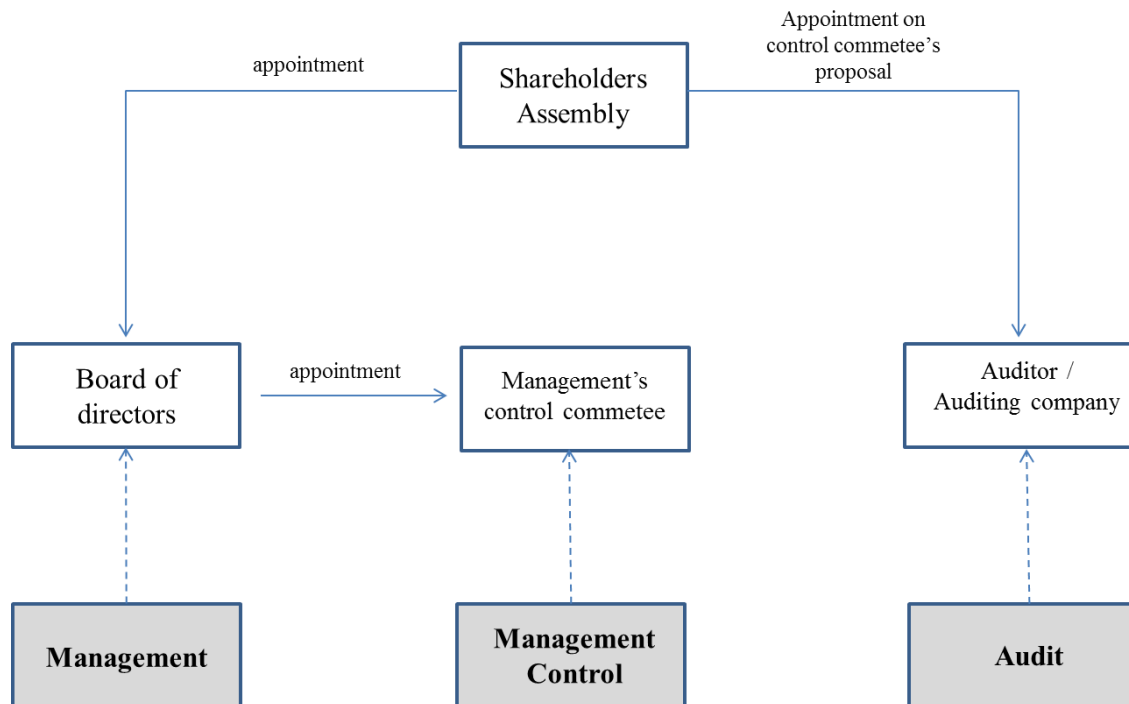 Appointment on
control commetee's
proposal
appointment
Shareholders
Assembly
Board of
directors
appointment
Management’s
control commetee
Auditor /
Auditing company
Management
Management
Control
Audit